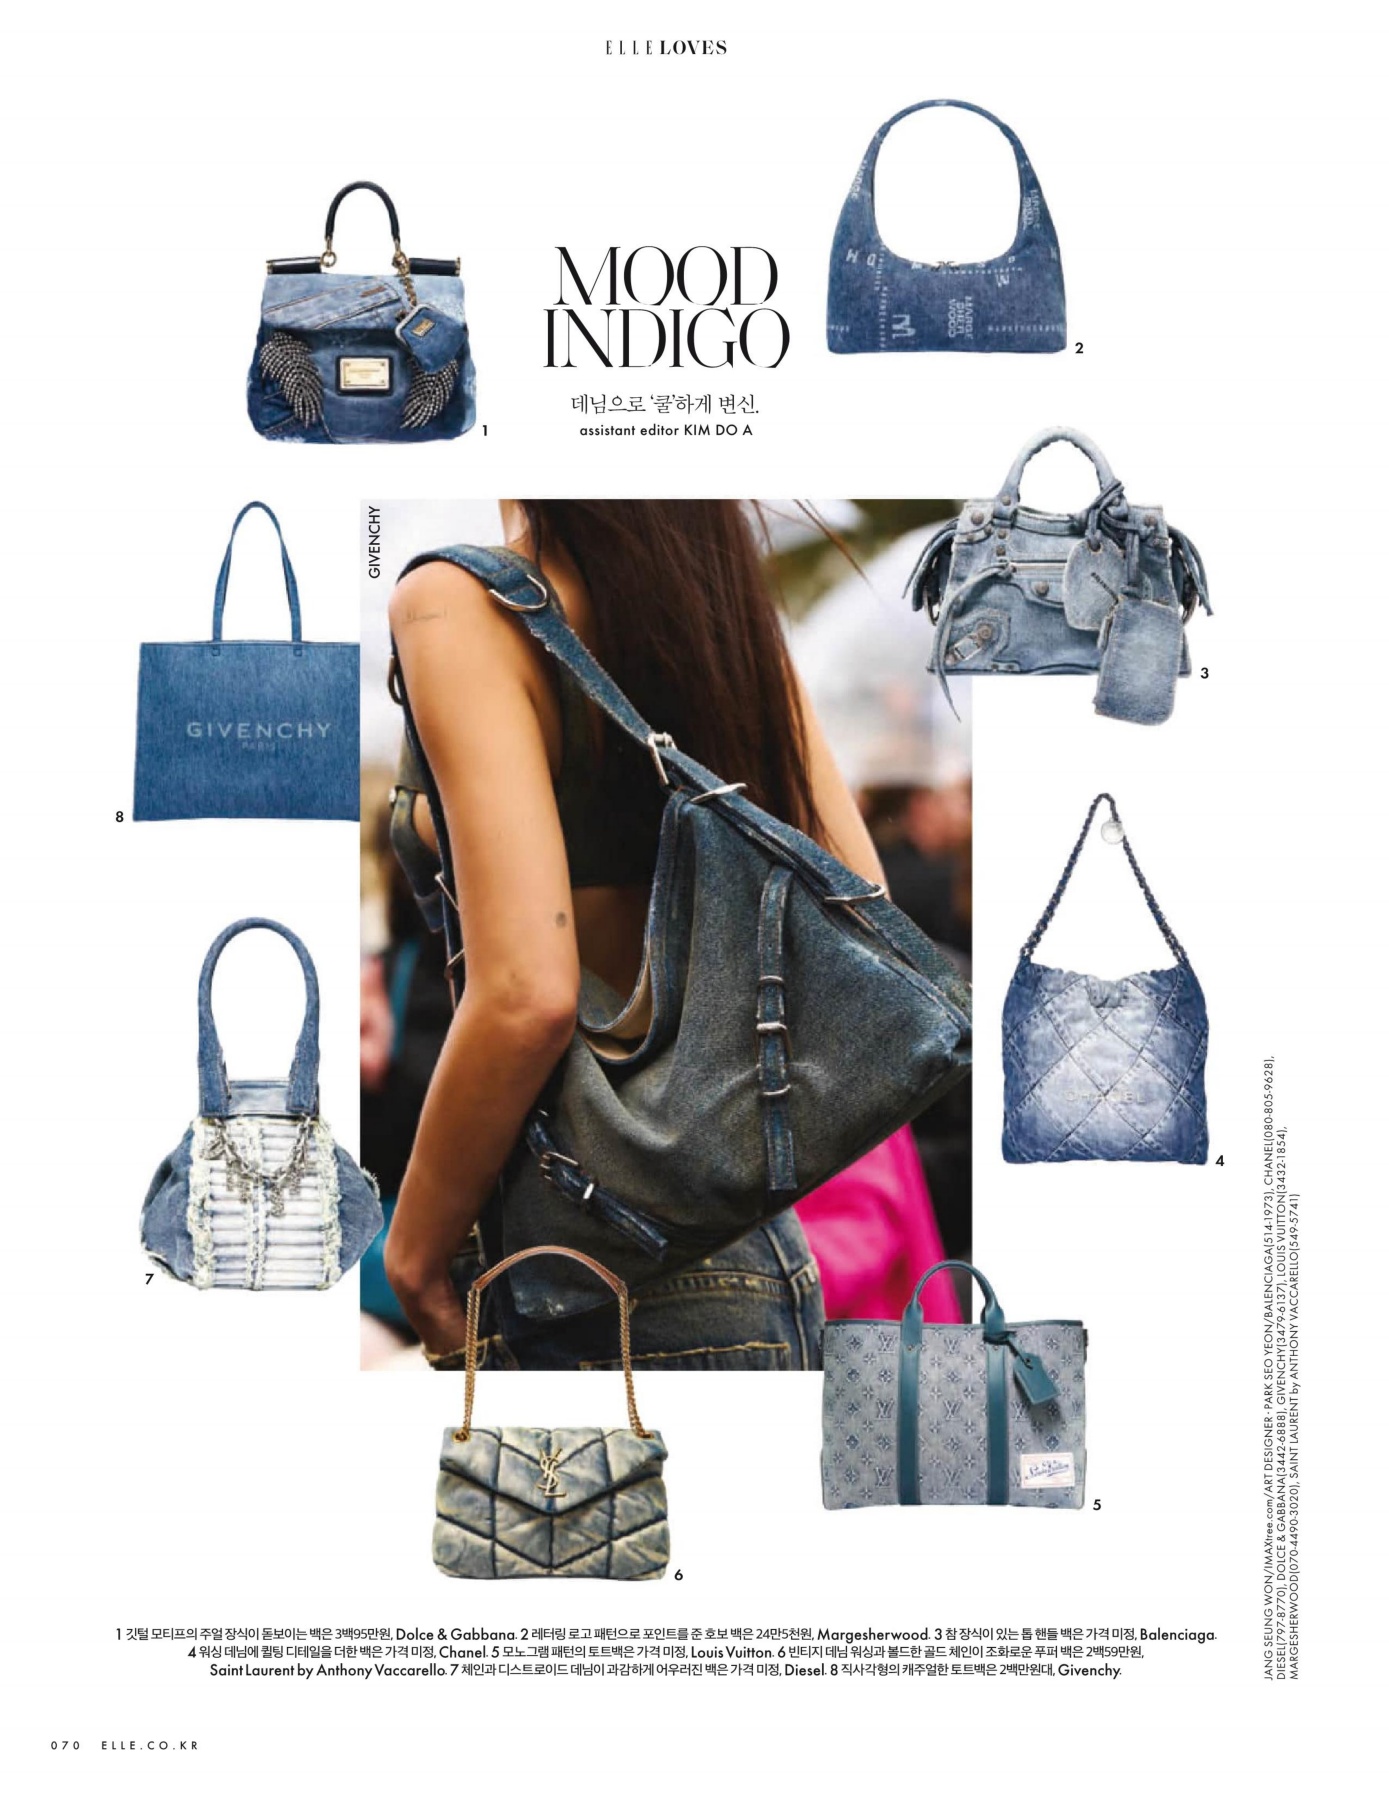 ELLE LOVES
MOOD
INDIGO
데님으로 ‘쿨’하게 변신.
assistant editor KIM DO A
1
2
GIVENCHY
3
GIVENCHY
PARIS
8
CHANEL
4
7
5
6
1 깃털 모티프의 주얼 장식이 돋보이는 백은 3백95만원, Dolce & Gabbana. 2 레터링 로고 패턴으로 포인트를 준 호보 백은 24만5천원, Margesherwood. 3 참 장식이 있는 톱 핸들 백은 가격 미정, Balenciaga.
4 워싱 데님에 퀼팅 디테일을 더한 백은 가격 미정, Chanel. 5 모노그램 패턴의 토트백은 가격 미정, Louis Vuitton. 6 빈티지 데님 워싱과 볼드한 골드 체인이 조화로운 푸퍼 백은 2백59만원,
Saint Laurent by Anthony Vaccarello. 7 체인과 디스트로이드 데님이 과감하게 어우러진 백은 가격 미정, Diesel. 8 직사각형의 캐주얼한 토트백은 2백만원대, Givenchy.
JANG SEUNG WON/IMAXtree.com/ART DESIGNER · PARK SEO YEON/BALENCIAGA(514-1973), CHANEL(080-805-9628),
DIESEL(797-8770), DOLCE & GABBANA(3442-6888), GIVENCHY(3479-6137), LOUIS VUITTON(3432-1854),
MARGESHERWOOD(070-4490-3020), SAINT LAURENT by ANTHONY VACCARELLO(549-5741)
070 ELLE.CO.KR